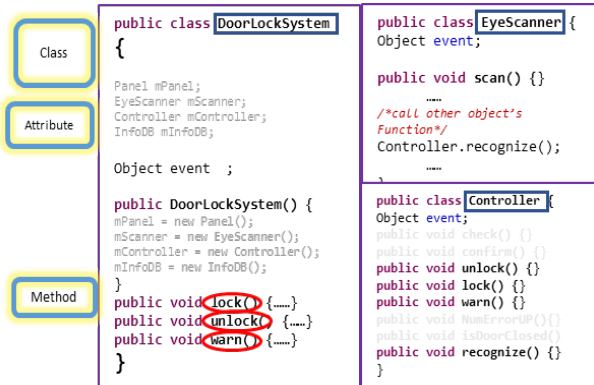 Class
Attribute
Method
public class DoorLockSystem
{
Panel mPanel;
EyeScanner mScanner;
Controller mController;
InfoDB mInfoDB;
Object event ;
public DoorLockSystem() {
mPanel = new Panel();
mScanner = new EyeScanner();
mController = new Controller();
mInfoDB = new InfoDB();
}
public void lock() {……}
public void unlock() {……}
public void warn() {……}
}
public class EyeScanner {
Object event;
public void scan() {}
……
/*call other object's
Function*/
Controller.recognize();
……
}
public class Controller {
Object event;
public void check() {}
public void confirm() {}
public void unlock() {}
public void lock() {}
public void warn() {}
public void NumErrorUP(){}
public void isDoorClosed()
public void recognize() {}
}